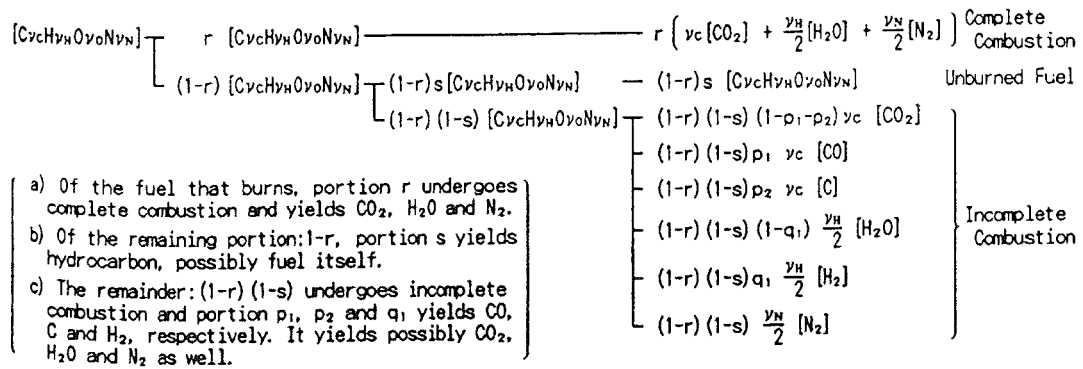 [CνcHνHOνoNνN] r [CνcHνHOνoNνN] r ( νc [CO₂] + νH/2 [H₂O] + νN/2 [N₂] ) Complete Combustion
(1-r) [CνcHνHOνoNνN] (1-r)s[CνcHνHOνoNνN] (1-r)s [CνcHνHOνoNνN] Unburned Fuel
(1-r) (1-s) [CνcHνHOνoNνN] (1-r) (1-s) (1-p₁-p₂) νc [CO₂]
(1-r) (1-s)p₁ νc [CO]
(1-r) (1-s)p₂ νc [C]
(1-r) (1-s) (1-q₁) νH/2 [H₂O]
(1-r) (1-s)q₁ νH/2 [H₂]
(1-r) (1-s) νN/2 [N₂]
Incomplete
Combustion
a) Of the fuel that burns, portion r undergoes
complete combustion and yields CO₂, H₂O and N₂.
b) Of the remaining portion:1-r, portion s yields
hydrocarbon, possibly fuel itself.
c) The remainder: (1-r) (1-s) undergoes incomplete
combustion and portion p₁, p₂ and q₁ yields CO,
C and H₂, respectively. It yields possibly CO₂,
H₂O and N₂ as well.